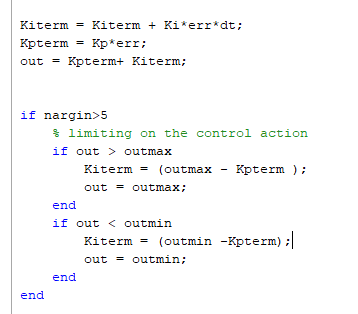 Kiterm = Kiterm + Ki*err*dt;
Kpterm = Kp*err;
out = Kpterm+ Kiterm;
if nargin>5
% limiting on the control action
if out > outmax
Kiterm = (outmax - Kpterm );
out = outmax;
end
if out < outmin
Kiterm = (outmin -Kpterm);
out = outmin;
end
end